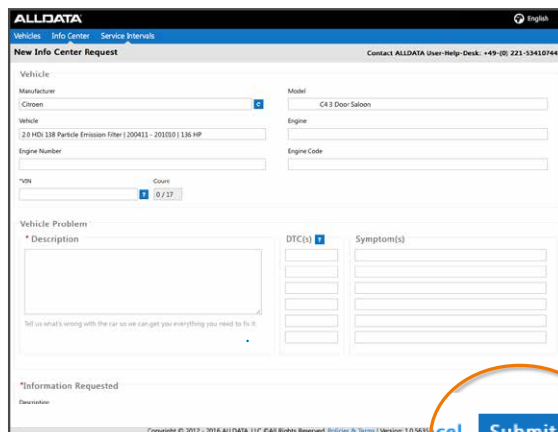 ALLDATA English
Vehicles Info Center Service Intervals
New Info Center Request Contact ALLDATA User-Help-Desk: +49-(0) 221-53410744
Vehicle
Manufacturer Model
Citroen C4 3 Door Saloon
Vehicle Engine
2.0 HDi 138 Particle Emission Filter | 200411 - 201010 | 136 HP
Engine Number Engine Code
*VIN Count
? 0 / 17
Vehicle Problem
* Description DTC(s) ? Symptom(s)
Tell us what's wrong with the car so we can get you everything you need to fix it.
*Information Requested
Description
Copyright © 2012 - 2016 ALLDATA, LLC. All Rights Reserved. Policies & Terms | Version: 1.0.5635
cel Submit